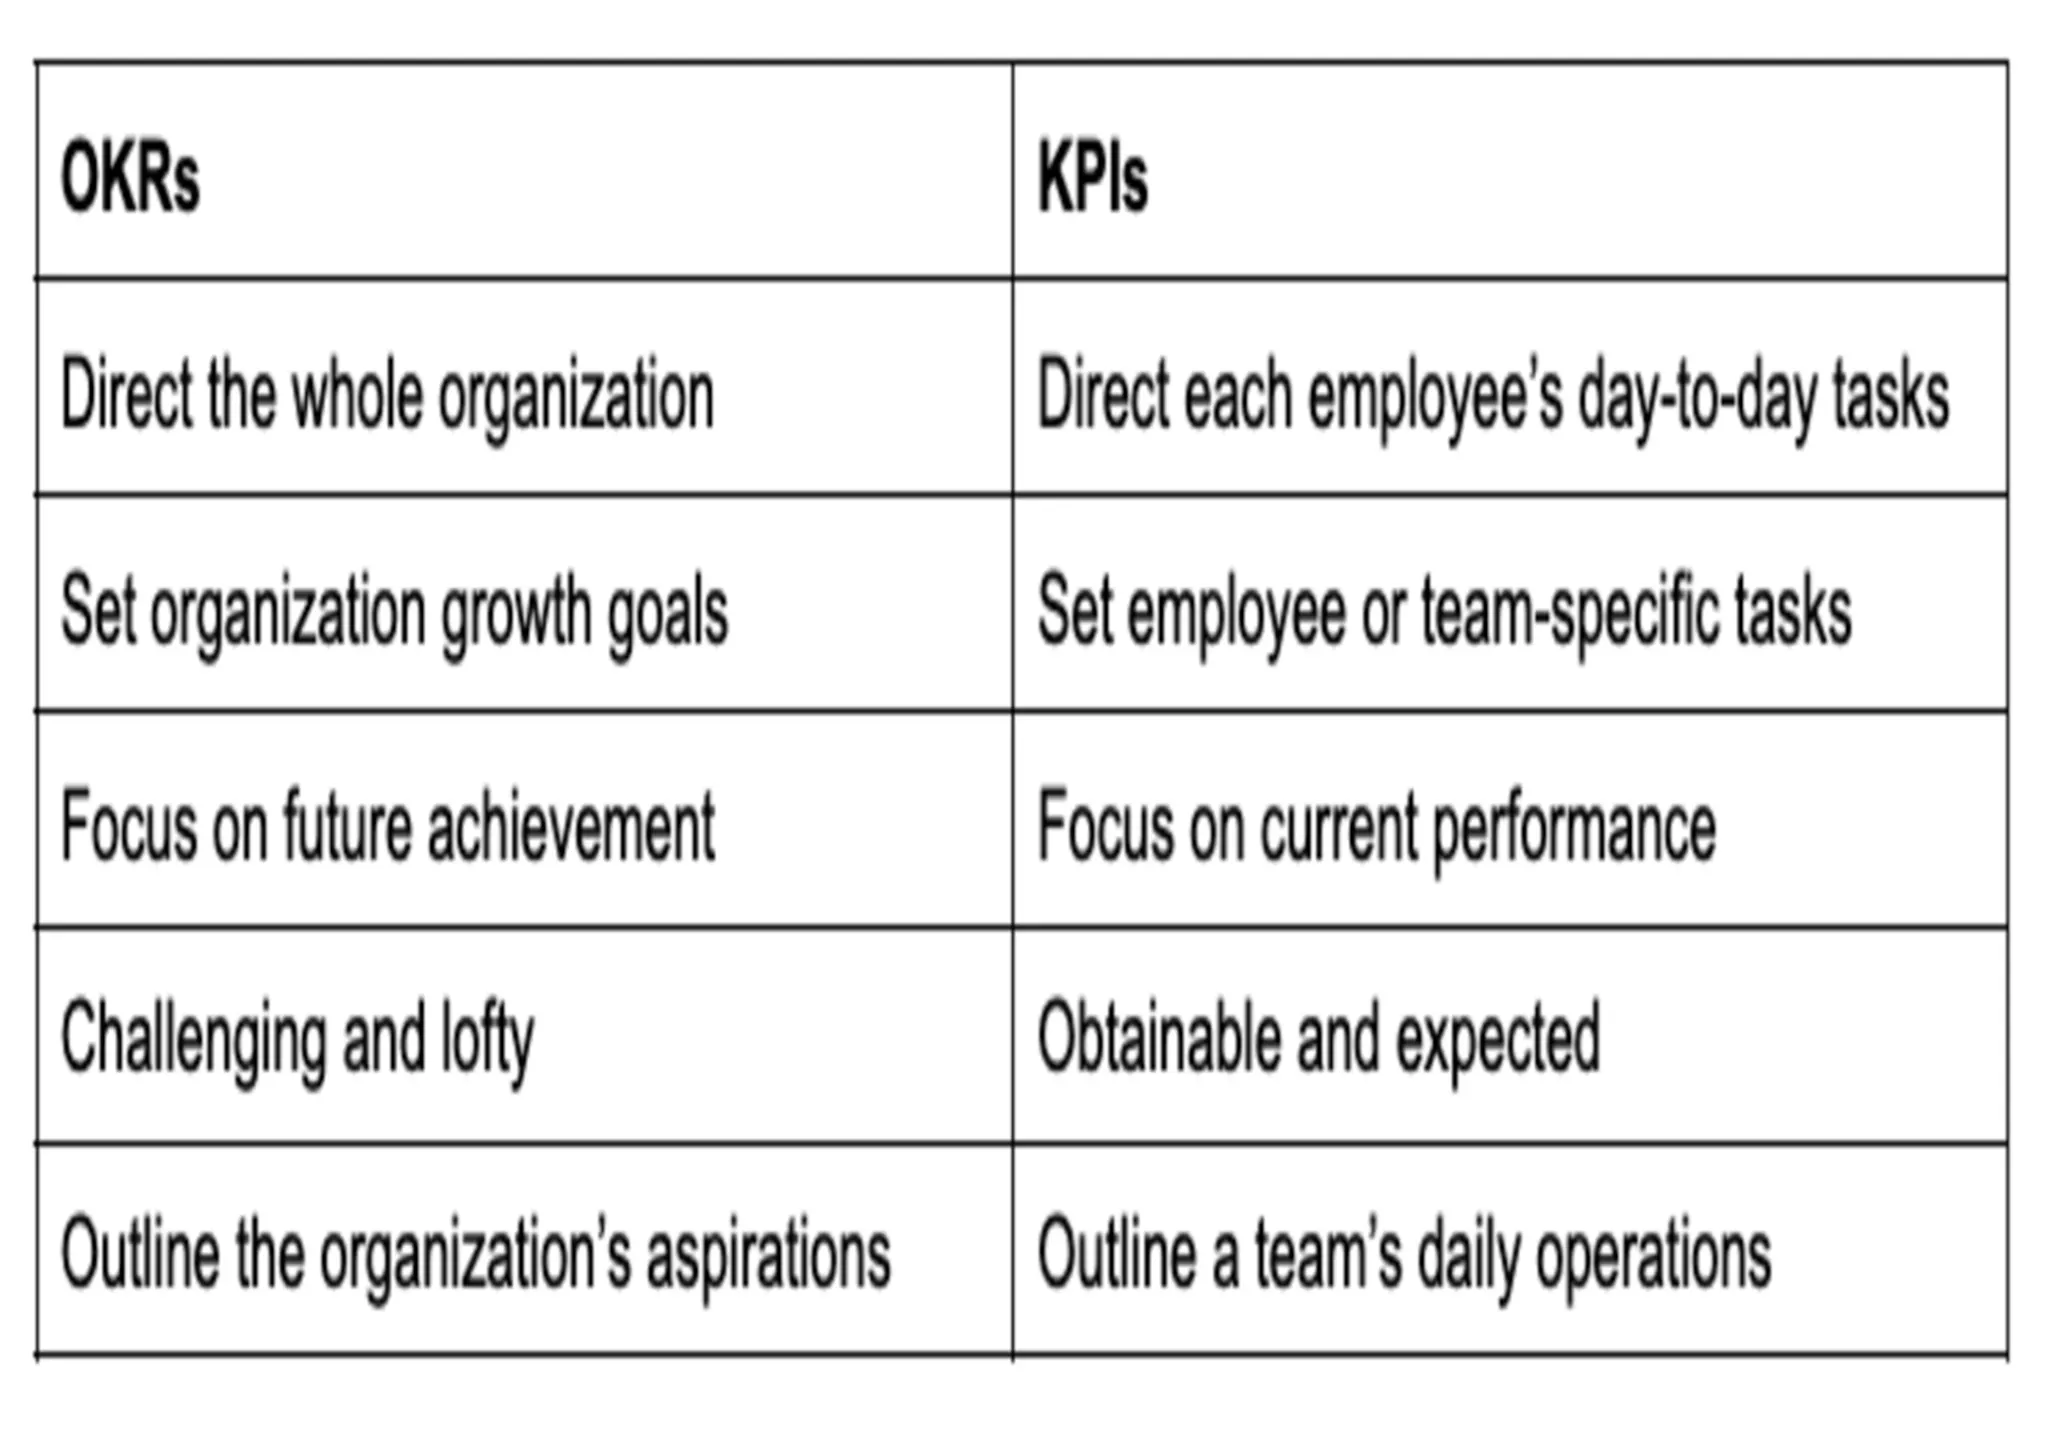 OKRs
KPIs
Direct the whole organization
Direct each employee’s day-to-day tasks
Set organization growth goals
Set employee or team-specific tasks
Focus on future achievement
Focus on current performance
Challenging and lofty
Obtainable and expected
Outline the organization’s aspirations
Outline a team’s daily operations